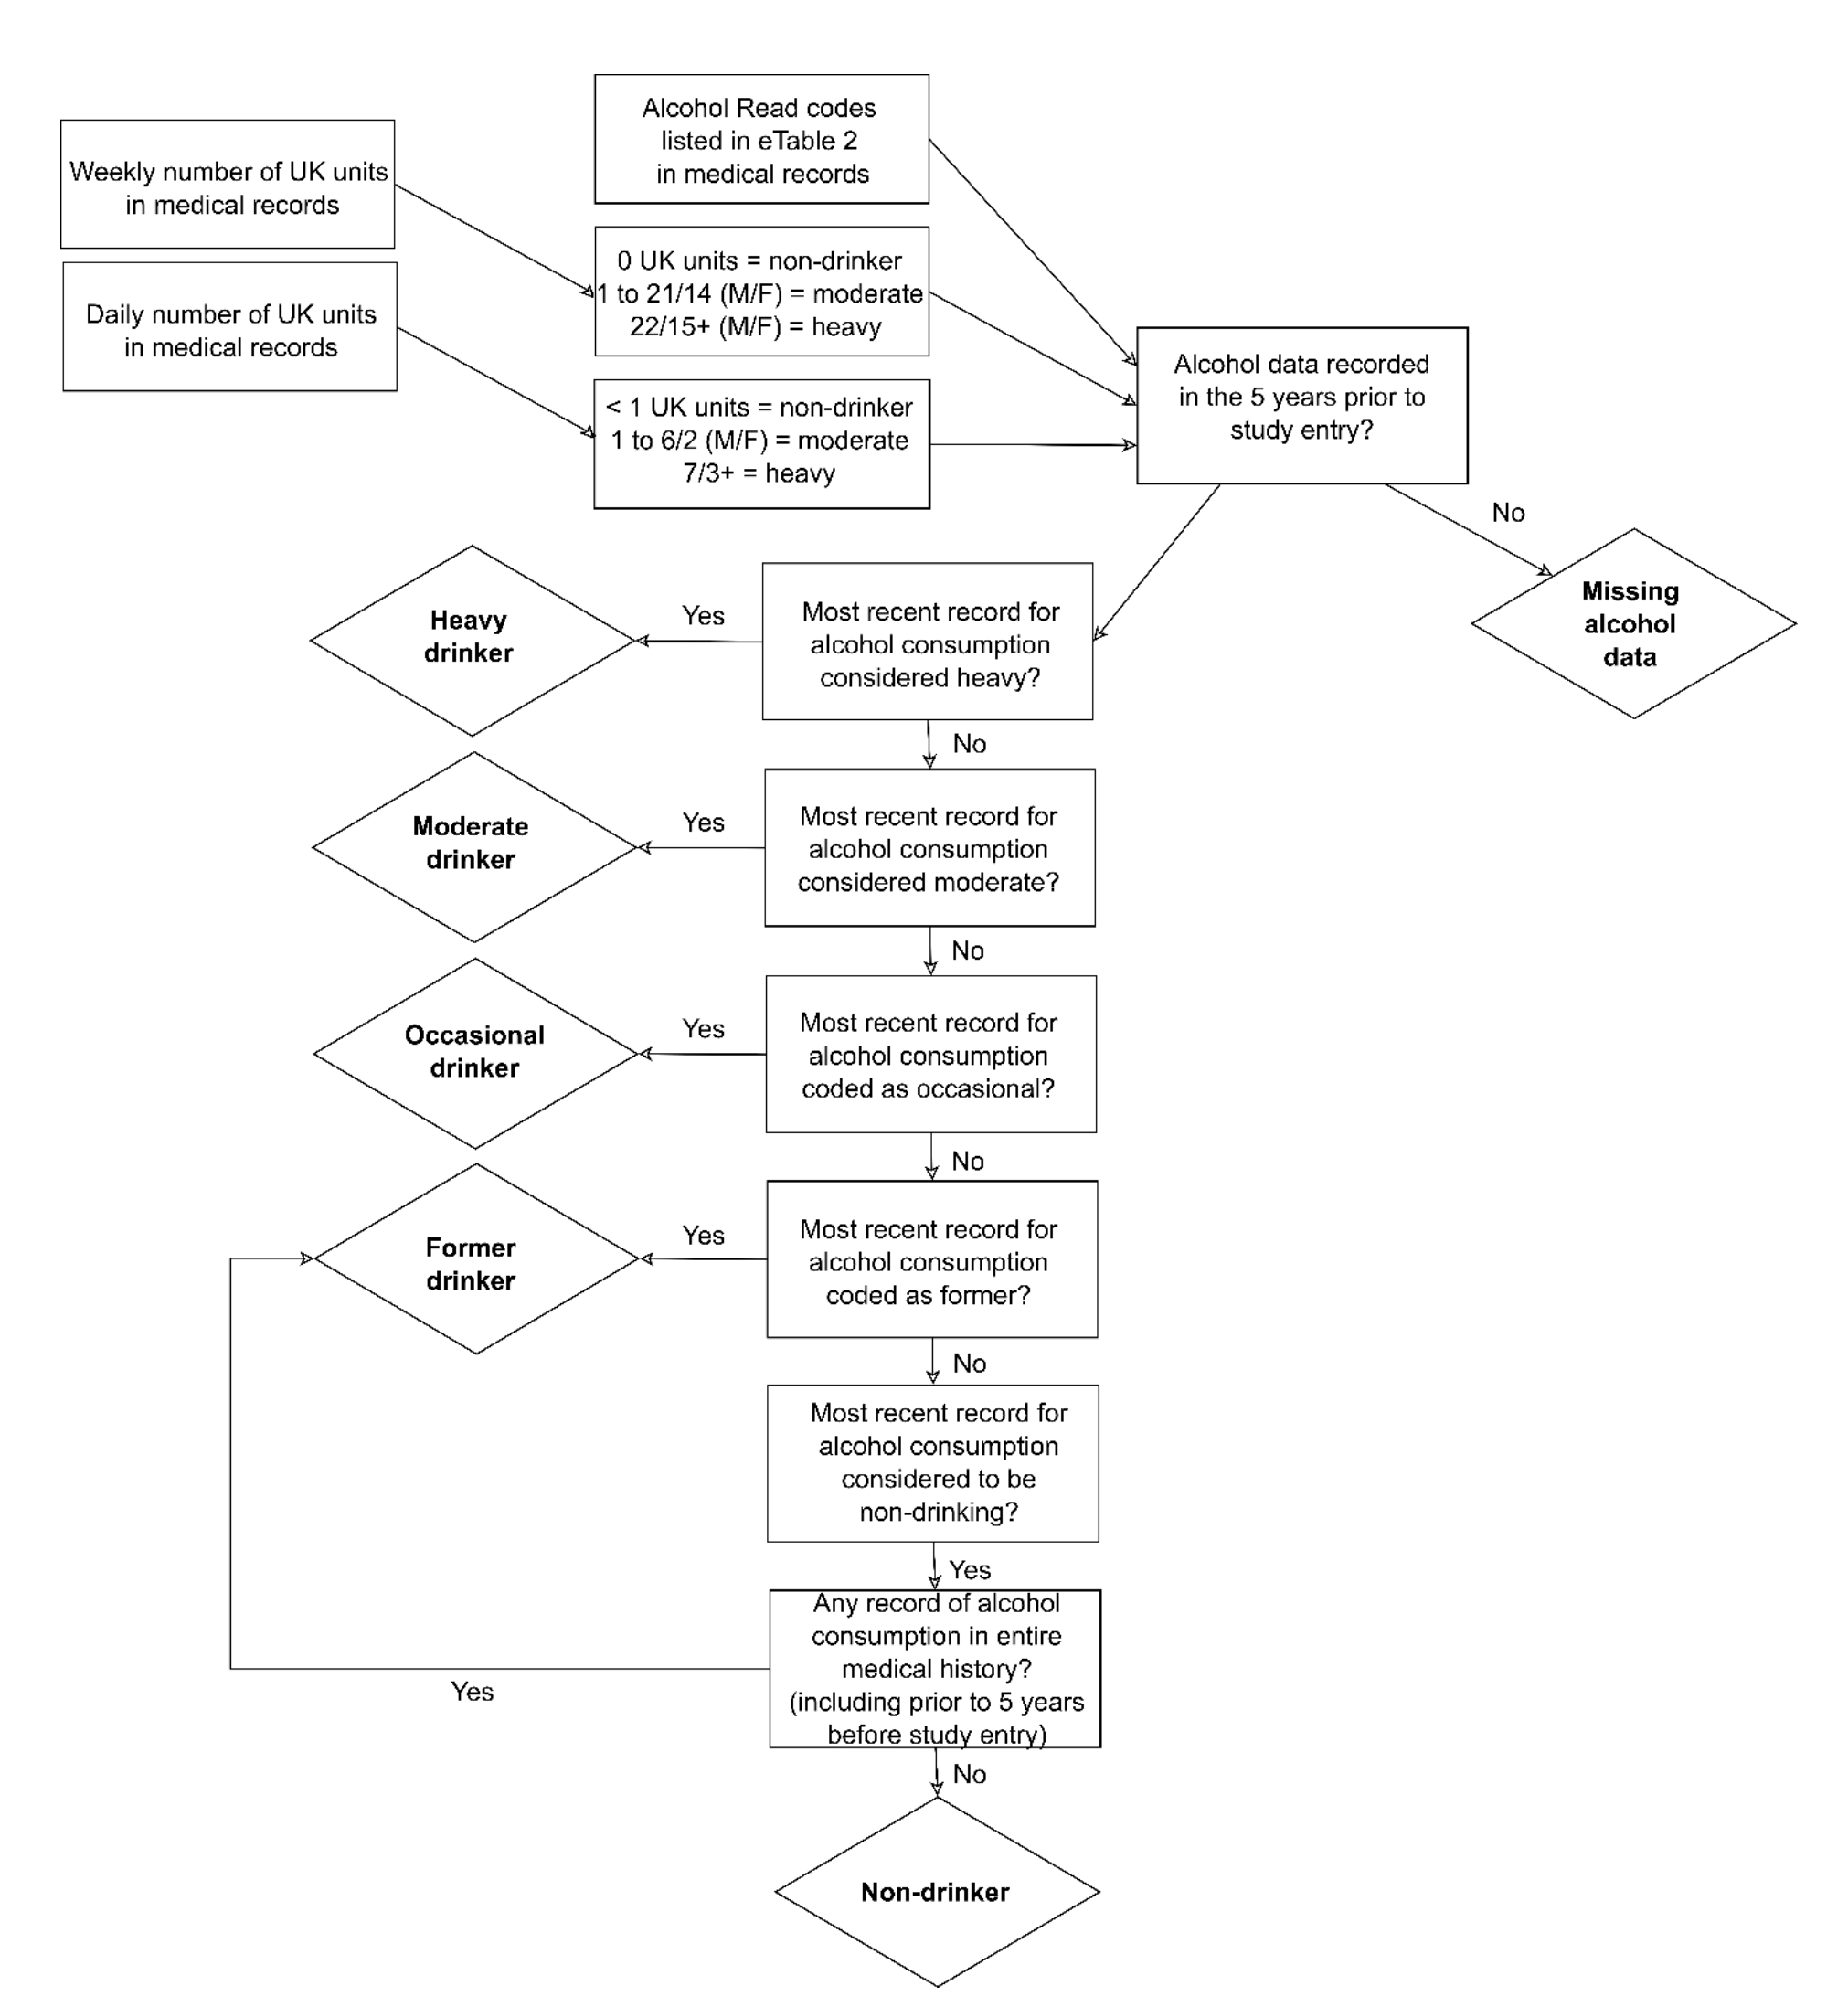 Alcohol Read codes
listed in eTable 2
in medical records
Weekly number of UK units
in medical records
0 UK units = non-drinker
1 to 21/14 (M/F) = moderate
22/15+ (M/F) = heavy
Daily number of UK units
in medical records
< 1 UK units = non-drinker
1 to 6/2 (M/F) = moderate
7/3+ = heavy
Alcohol data recorded
in the 5 years prior to
study entry?
No
Missing
alcohol
data
Most recent record for
alcohol consumption
considered heavy?
Yes
Heavy
drinker
No
Most recent record for
alcohol consumption
considered moderate?
Yes
Moderate
drinker
No
Most recent record for
alcohol consumption
coded as occasional?
Yes
Occasional
drinker
No
Most recent record for
alcohol consumption
coded as former?
Yes
Former
drinker
No
Most recent record for
alcohol consumption
considered to be
non-drinking?
Yes
Any record of alcohol
consumption in entire
medical history?
(including prior to 5 years
before study entry)
Yes
No
Non-drinker